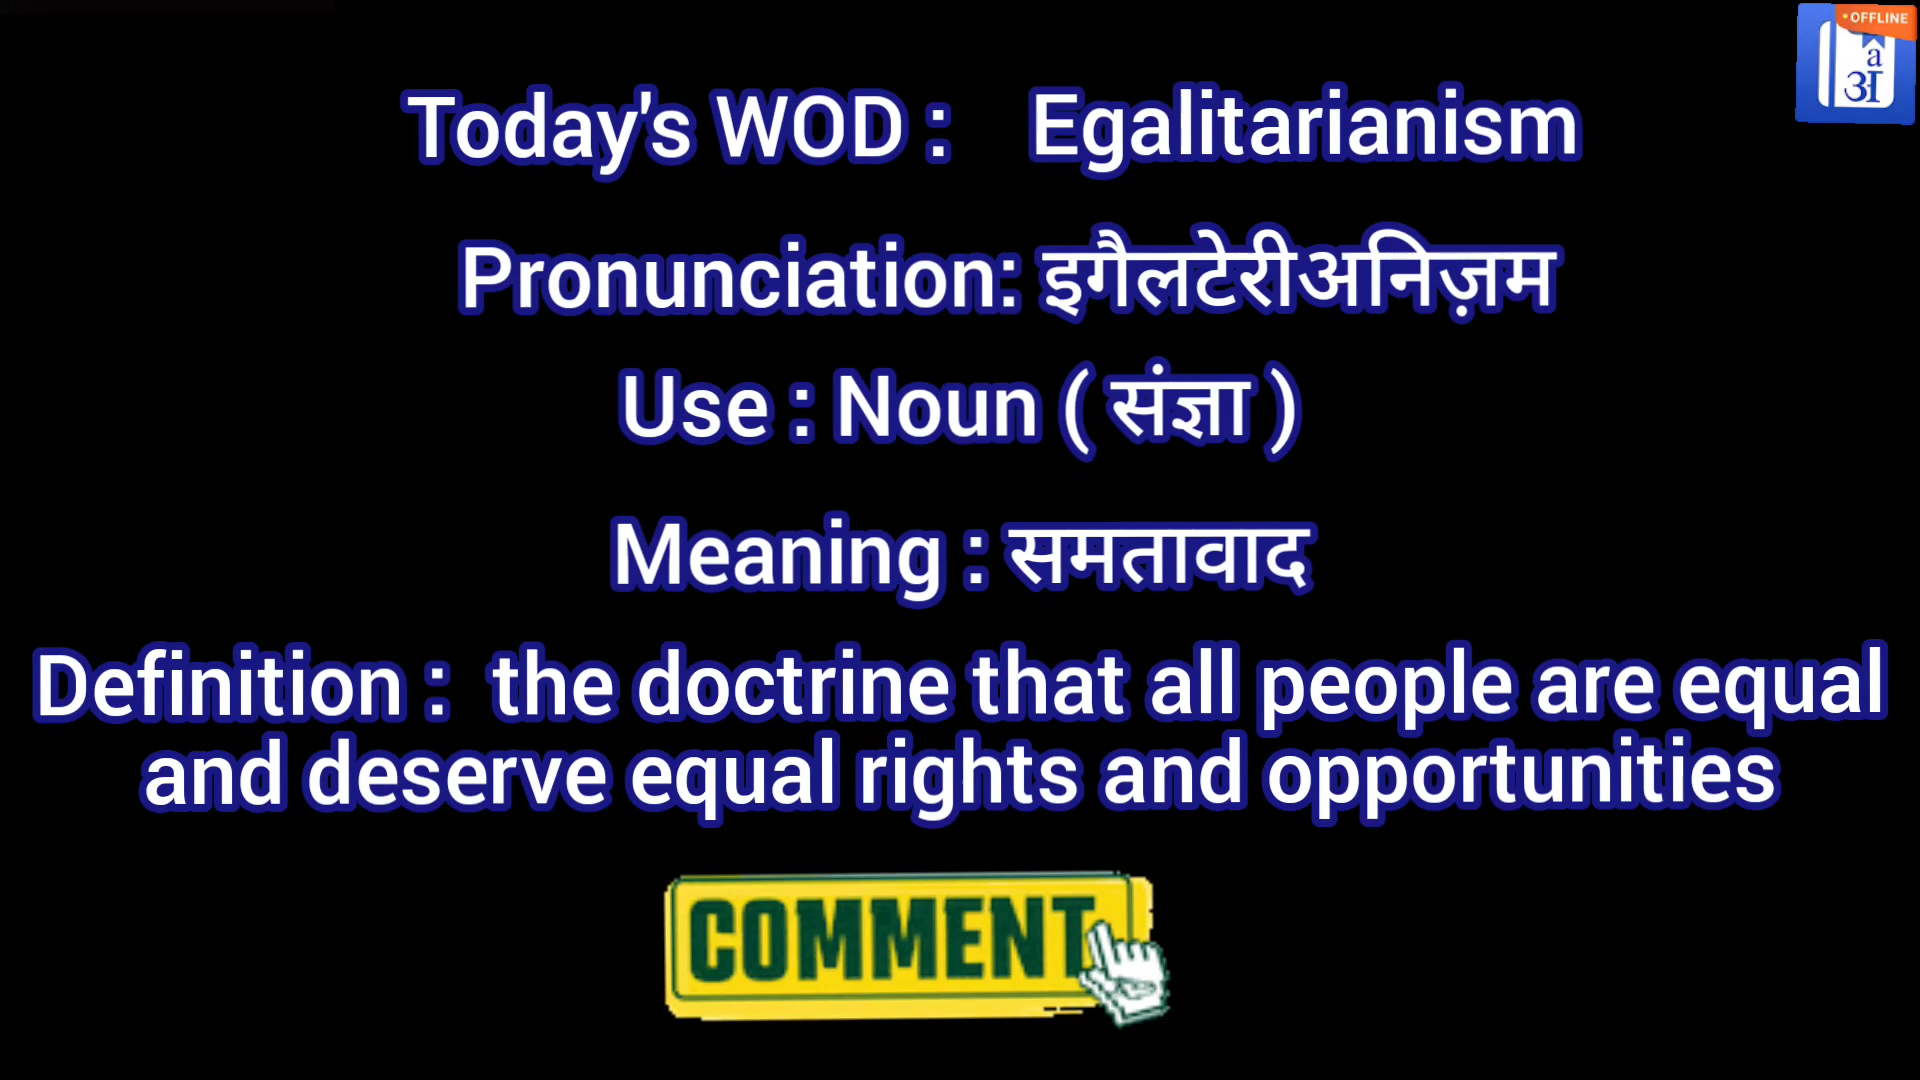 • OFFLINE
a
अ
Today's WOD : Egalitarianism
Pronunciation: इगैलटेरीअनिज़म
Use : Noun ( संज्ञा )
Meaning : समतावाद
Definition : the doctrine that all people are equal
and deserve equal rights and opportunities
COMMENT